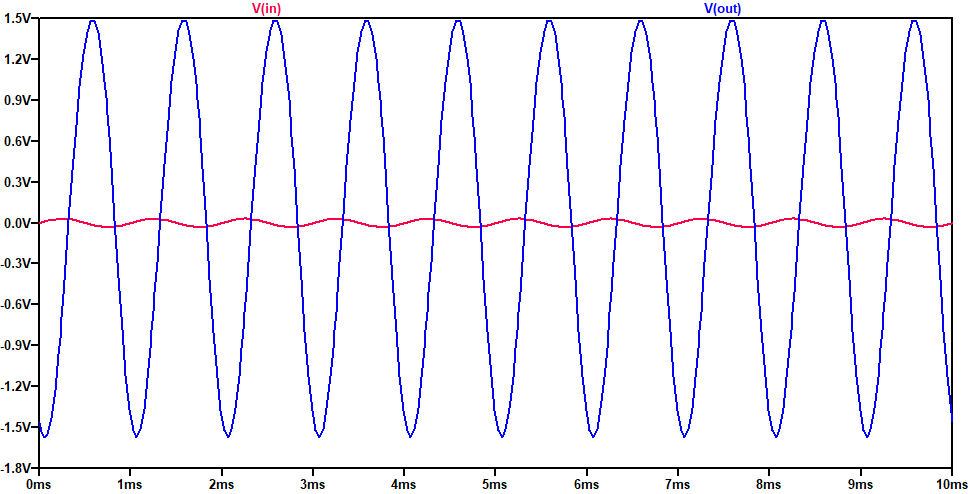 V(in) V(out)
1.5V
1.2V
0.9V
0.6V
0.3V
0.0V
-0.3V
-0.6V
-0.9V
-1.2V
-1.5V
-1.8V
0ms 1ms 2ms 3ms 4ms 5ms 6ms 7ms 8ms 9ms 10ms